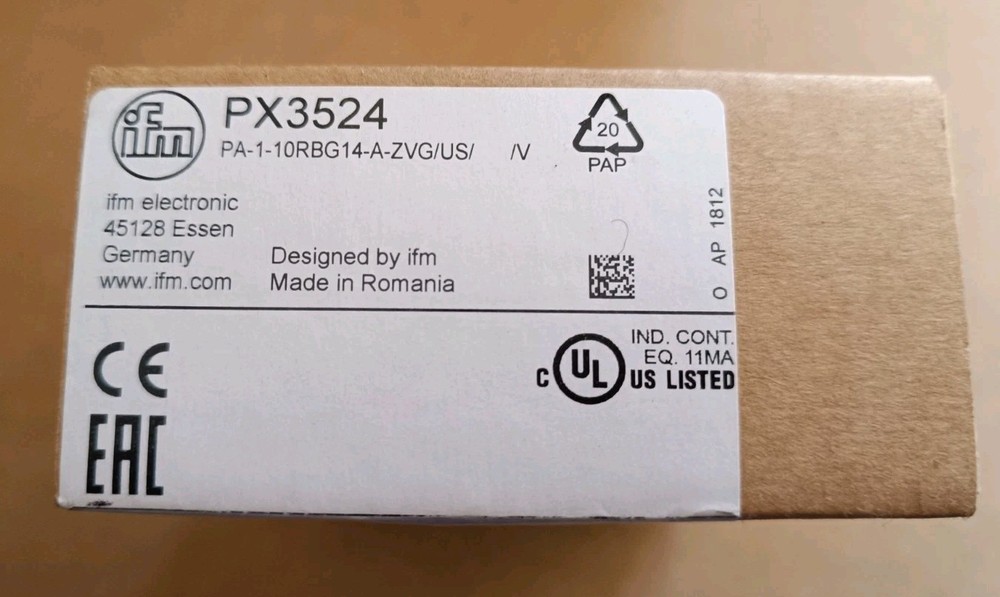 ifm
PX3524
PA-1-10RBG14-A-ZVG/US/ /V
20
PAP
ifm electronic
45128 Essen
Germany
www.ifm.com
Designed by ifm
Made in Romania
O AP 1812
CE
EAC
C UL US LISTED
IND. CONT.
EQ. 11MA